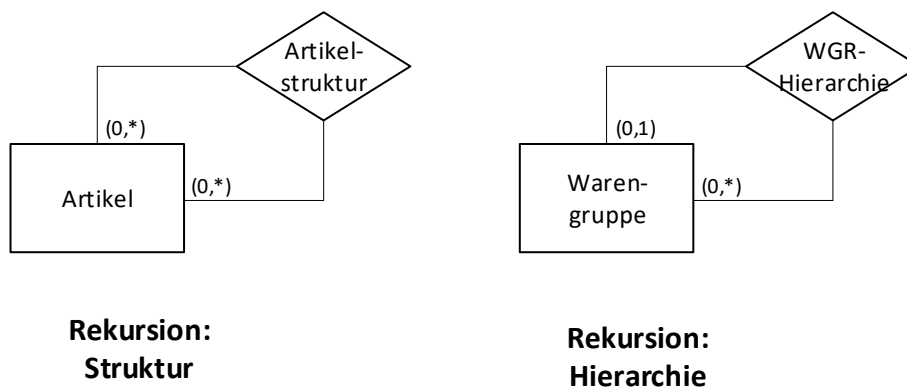 Artikel-
struktur
(0,*)
(0,*)
Artikel
Rekursion:
Struktur
WGR-
Hierarchie
(0,1)
(0,*)
Waren-
gruppe
Rekursion:
Hierarchie